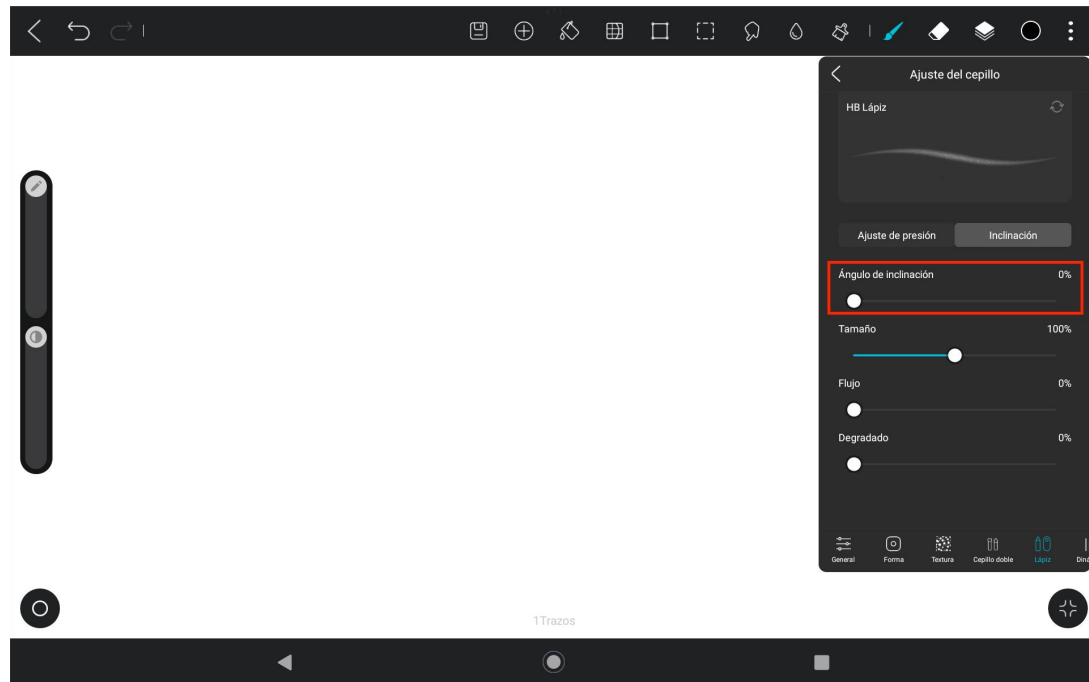 Ajuste del cepillo
HB Lápiz
Ajuste de presión Inclinación
Ángulo de inclinación 0%
Tamaño 100%
Flujo 0%
Degradado 0%
General Forma Textura Cepillo doble Lápiz Diná
1Trazos